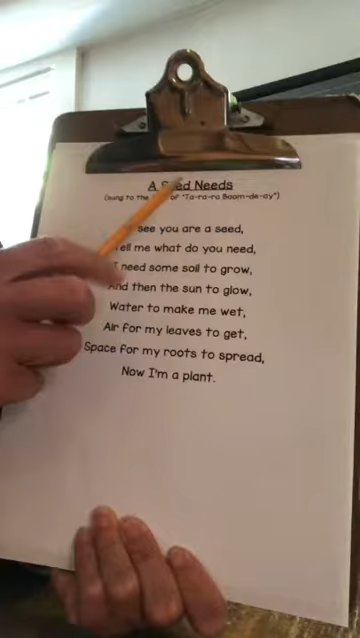 A Seed Needs
(sung to the of "Ta-ra-ra Boom-de-ay")
see you are a seed,
Tell me what do you need,
I need some soil to grow,
And then the sun to glow,
Water to make me wet,
Air for my leaves to get,
Space for my roots to spread,
Now I'm a plant.